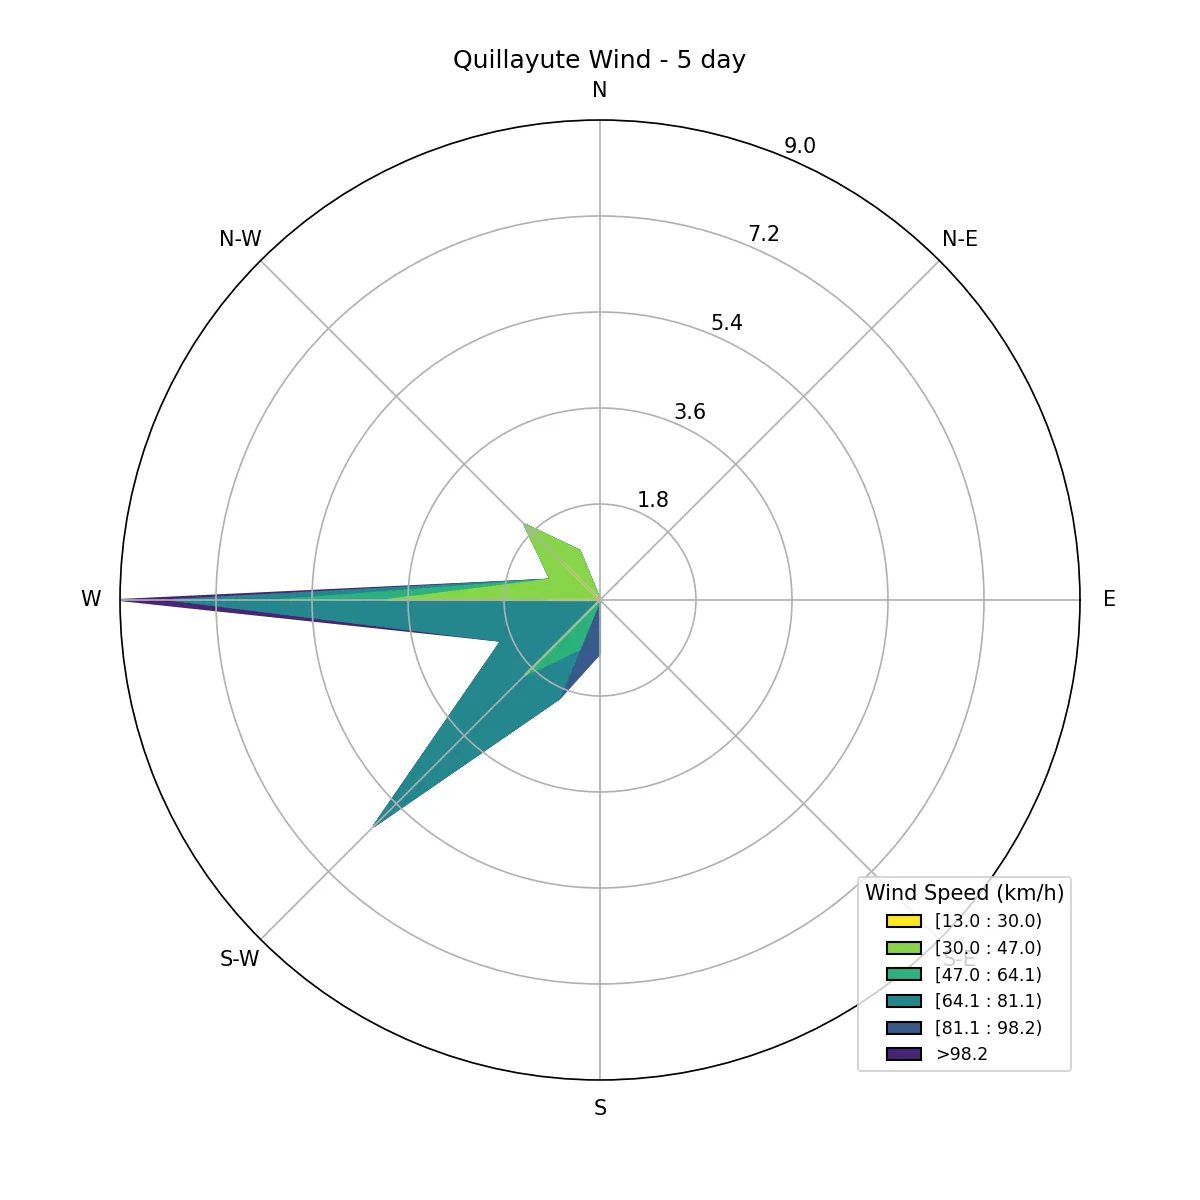 Quillayute Wind - 5 day
N
9.0
N-W
7.2
N-E
5.4
3.6
1.8
W
E
S-W
S-E
Wind Speed (km/h)
[13.0 : 30.0)
[30.0 : 47.0)
[47.0 : 64.1)
[64.1 : 81.1)
[81.1 : 98.2)
>98.2
S